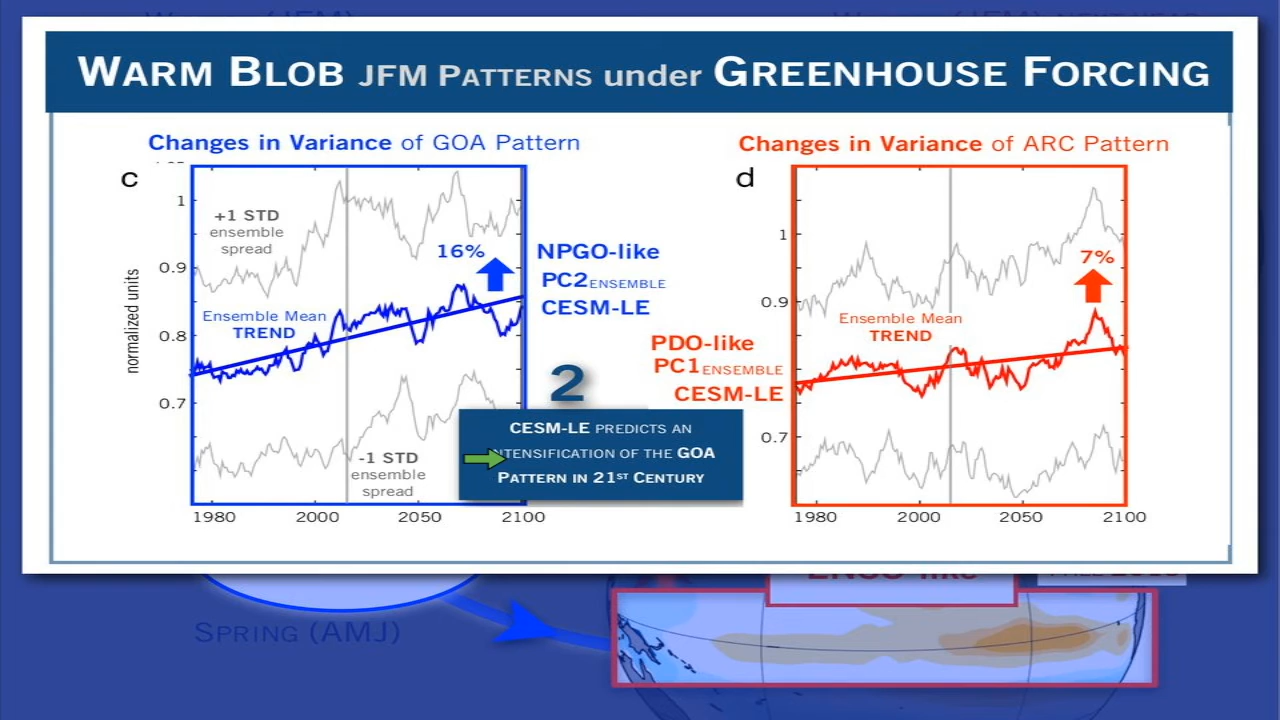 WARM BLOB JFM PATTERNS under GREENHOUSE FORCING
Changes in Variance of GOA Pattern
c
normalized units
1
0.9
0.8
0.7
+1 STD
ensemble
spread
Ensemble Mean
TREND
16%
-1 STD
ensemble
spread
1980
2000
2050
2100
NPGO-like
PC2ENSEMBLE
CESM-LE
2
CESM-LE PREDICTS AN
NTENSIFICATION OF THE GOA
PATTERN IN 21ST CENTURY
Changes in Variance of ARC Pattern
d
1
0.9
0.7
Ensemble Mean
TREND
7%
PDO-like
PC1ENSEMBLE
CESM-LE
1980
2000
2050
2100
SPRING (AMJ)